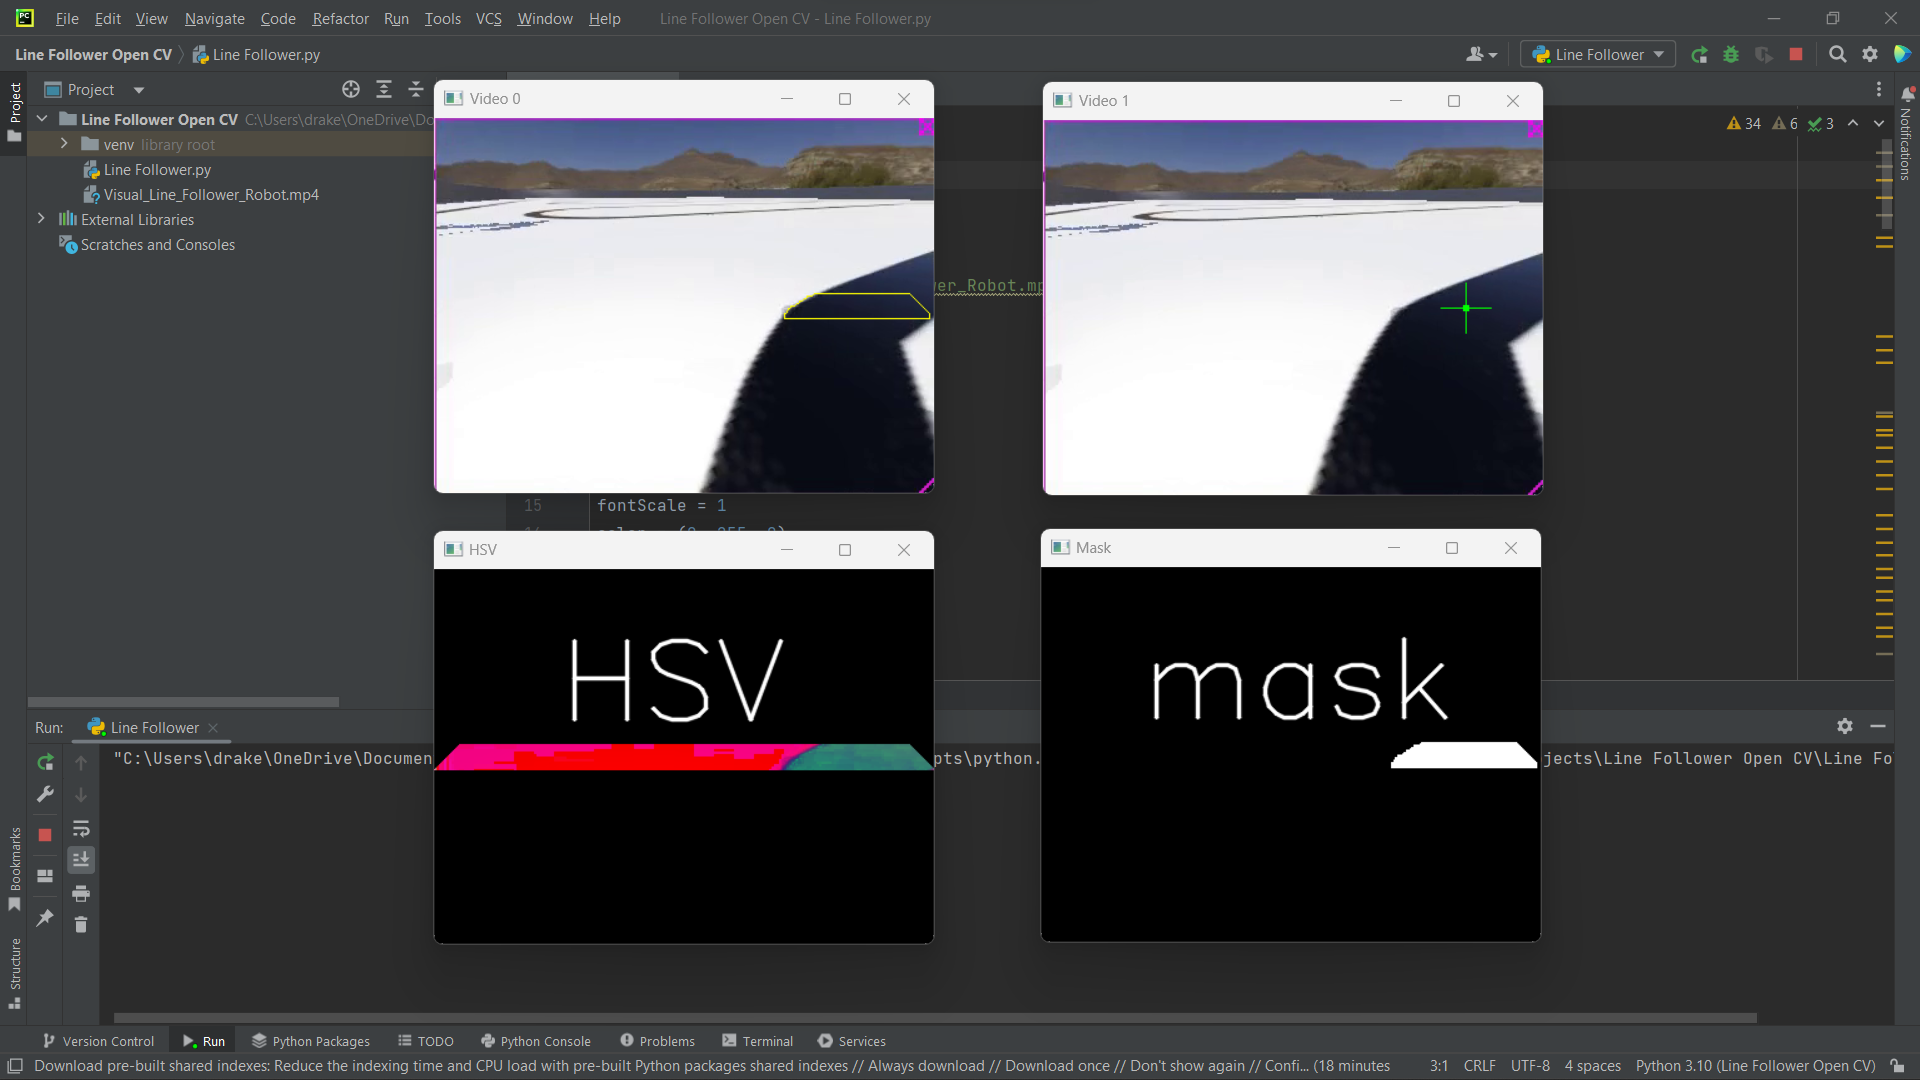 File Edit View Navigate Code Refactor Run Tools VCS Window Help Line Follower Open CV - Line Follower.py
Line Follower Open CV Line Follower.py Line Follower
Project
Project
Line Follower Open CV C:\Users\drake\OneDrive\Do
venv library root
Line Follower.py
Visual_Line_Follower_Robot.mp4
External Libraries
Scratches and Consoles
Video 0
Video 1
34 6 3
Notifications
er_Robot.mp
15 fontScale = 1
HSV
HSV
Mask
mask
Run: Line Follower
"C:\Users\drake\OneDrive\Documen pts\python. jects\Line Follower Open CV\Line Fo
Bookmarks
Structure
Version Control Run Python Packages TODO Python Console Problems Terminal Services
Download pre-built shared indexes: Reduce the indexing time and CPU load with pre-built Python packages shared indexes // Always download // Download once // Don't show again // Confi... (18 minutes 3:1 CRLF UTF-8 4 spaces Python 3.10 (Line Follower Open CV)